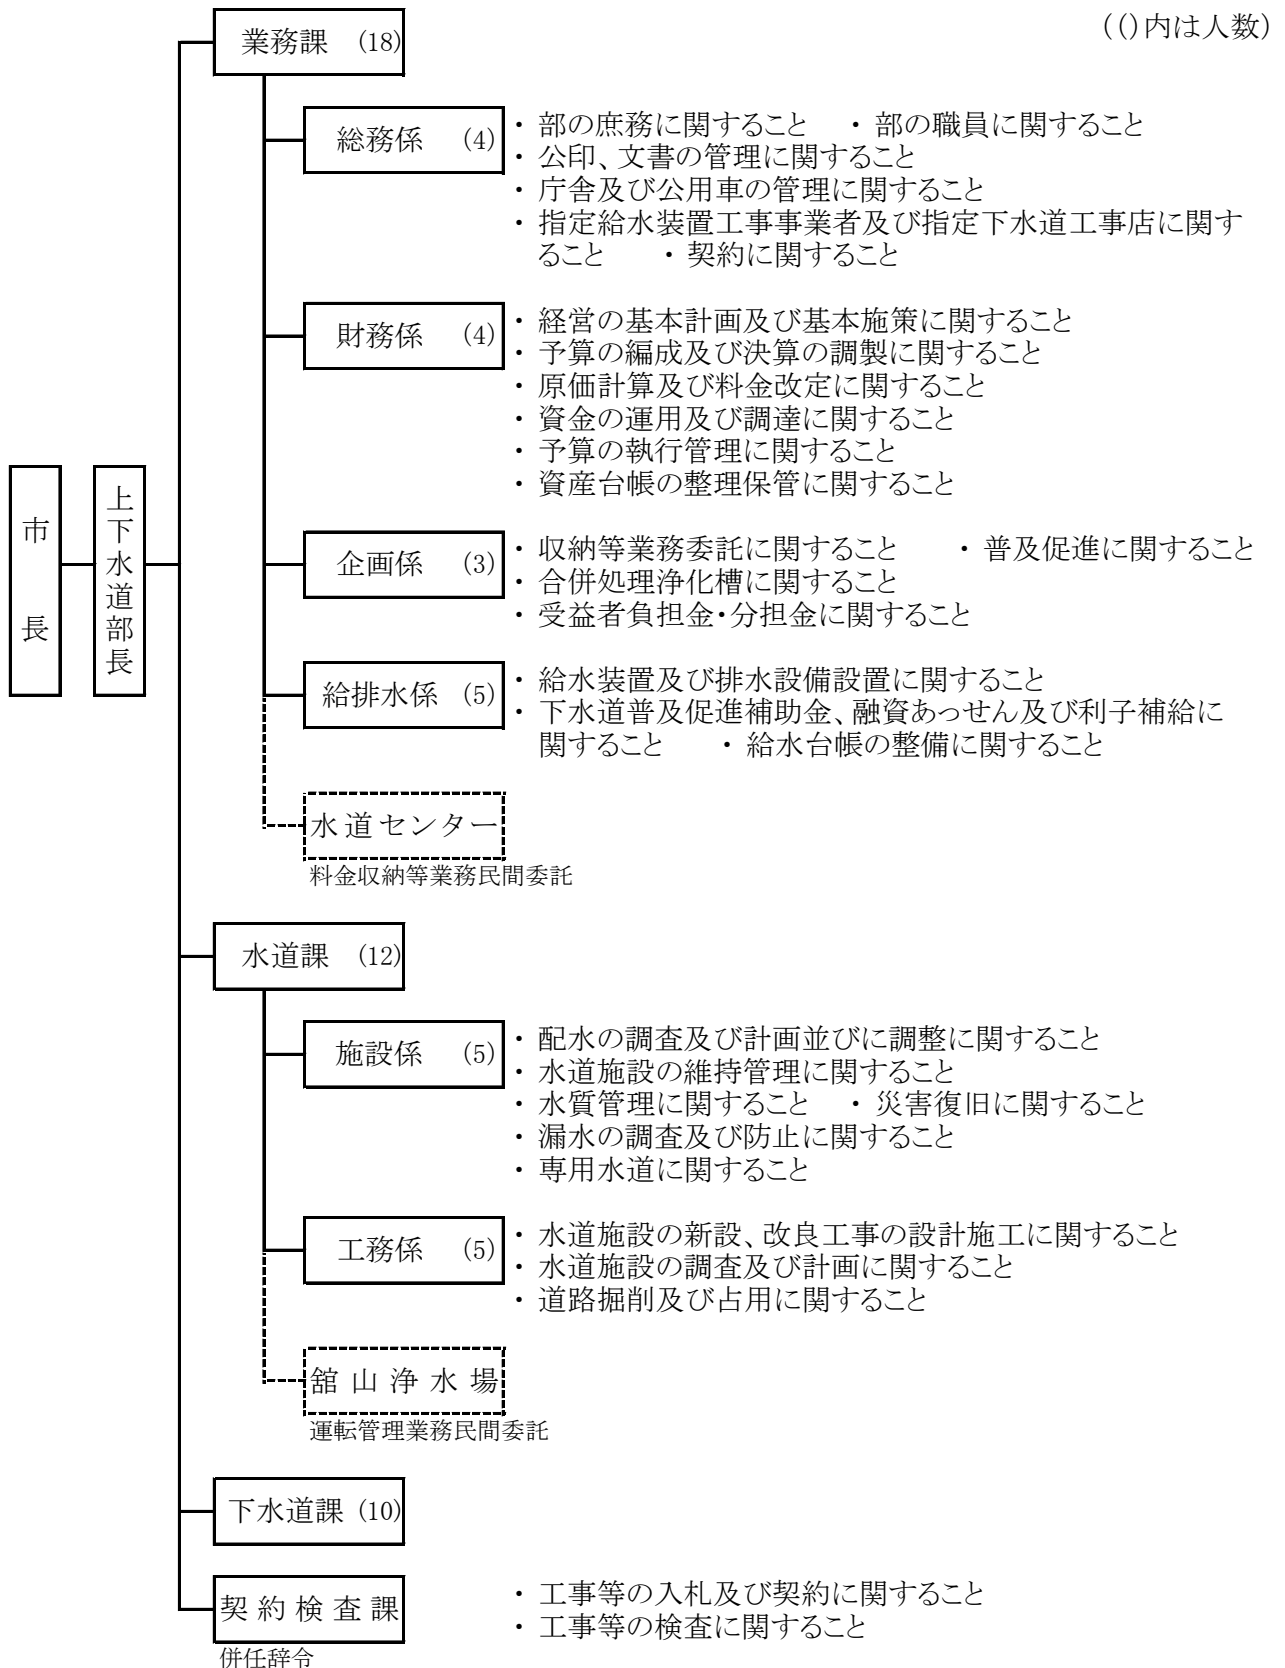 (()内は人数)
業務課 (18)
総務係 (4)
・ 部の庶務に関すること ・ 部の職員に関すること
・ 公印、文書の管理に関すること
・ 庁舎及び公用車の管理に関すること
・ 指定給水装置工事事業者及び指定下水道工事店に関す
ること ・ 契約に関すること
財務係 (4)
・ 経営の基本計画及び基本施策に関すること
・ 予算の編成及び決算の調製に関すること
・ 原価計算及び料金改定に関すること
・ 資金の運用及び調達に関すること
・ 予算の執行管理に関すること
・ 資産台帳の整理保管に関すること
市長
上下水道部長
企画係 (3)
・ 収納等業務委託に関すること ・ 普及促進に関すること
・ 合併処理浄化槽に関すること
・ 受益者負担金・分担金に関すること
給排水係 (5)
・ 給水装置及び排水設備設置に関すること
・ 下水道普及促進補助金、融資あっせん及び利子補給に
関すること ・ 給水台帳の整備に関すること
水道センター
料金収納等業務民間委託
水道課 (12)
施設係 (5)
・ 配水の調査及び計画並びに調整に関すること
・ 水道施設の維持管理に関すること
・ 水質管理に関すること ・ 災害復旧に関すること
・ 漏水の調査及び防止に関すること
・ 専用水道に関すること
工務係 (5)
・ 水道施設の新設、改良工事の設計施工に関すること
・ 水道施設の調査及び計画に関すること
・ 道路掘削及び占用に関すること
舘山浄水場
運転管理業務民間委託
下水道課 (10)
契約検査課
・ 工事等の入札及び契約に関すること
・ 工事等の検査に関すること
併任辞令